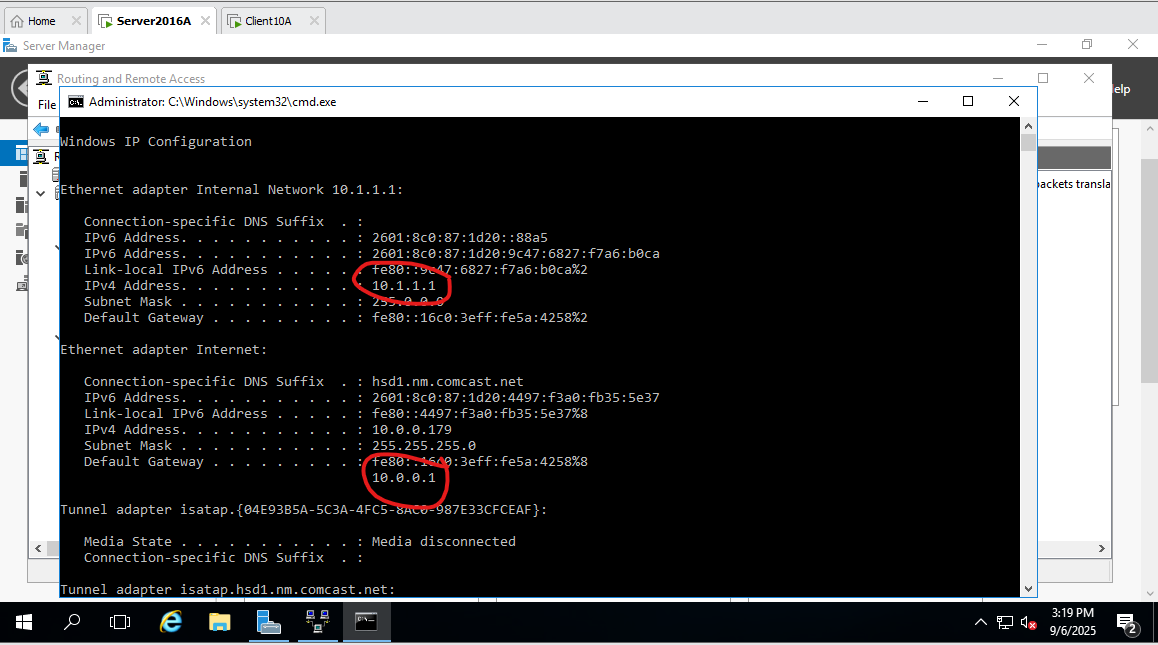 Home
Server2016A
Client10A
Server Manager
Routing and Remote Access
File
Administrator: C:\Windows\system32\cmd.exe
Windows IP Configuration
Ethernet adapter Internal Network 10.1.1.1:
Connection-specific DNS Suffix . :
IPv6 Address. . . . . . . . . . . : 2601:8c0:87:1d20::88a5
IPv6 Address. . . . . . . . . . . : 2601:8c0:87:1d20:9c47:6827:f7a6:b0ca
Link-local IPv6 Address . . . . . : fe80::9c47:6827:f7a6:b0ca%2
IPv4 Address. . . . . . . . . . . : 10.1.1.1
Subnet Mask . . . . . . . . . . . : 255.0.0.0
Default Gateway . . . . . . . . . : fe80::16c0:3eff:fe5a:4258%2
Ethernet adapter Internet:
Connection-specific DNS Suffix . : hsd1.nm.comcast.net
IPv6 Address. . . . . . . . . . . : 2601:8c0:87:1d20:4497:f3a0:fb35:5e37
Link-local IPv6 Address . . . . . : fe80::4497:f3a0:fb35:5e37%8
IPv4 Address. . . . . . . . . . . : 10.0.0.179
Subnet Mask . . . . . . . . . . . : 255.255.255.0
Default Gateway . . . . . . . . . : fe80::16c0:3eff:fe5a:4258%8
10.0.0.1
Tunnel adapter isatap.{04E93B5A-5C3A-4FC5-8AC0-987E33CFCEAF}:
Media State . . . . . . . . . . . : Media disconnected
Connection-specific DNS Suffix . :
Tunnel adapter isatap.hsd1.nm.comcast.net:
3:19 PM
9/6/2025
2